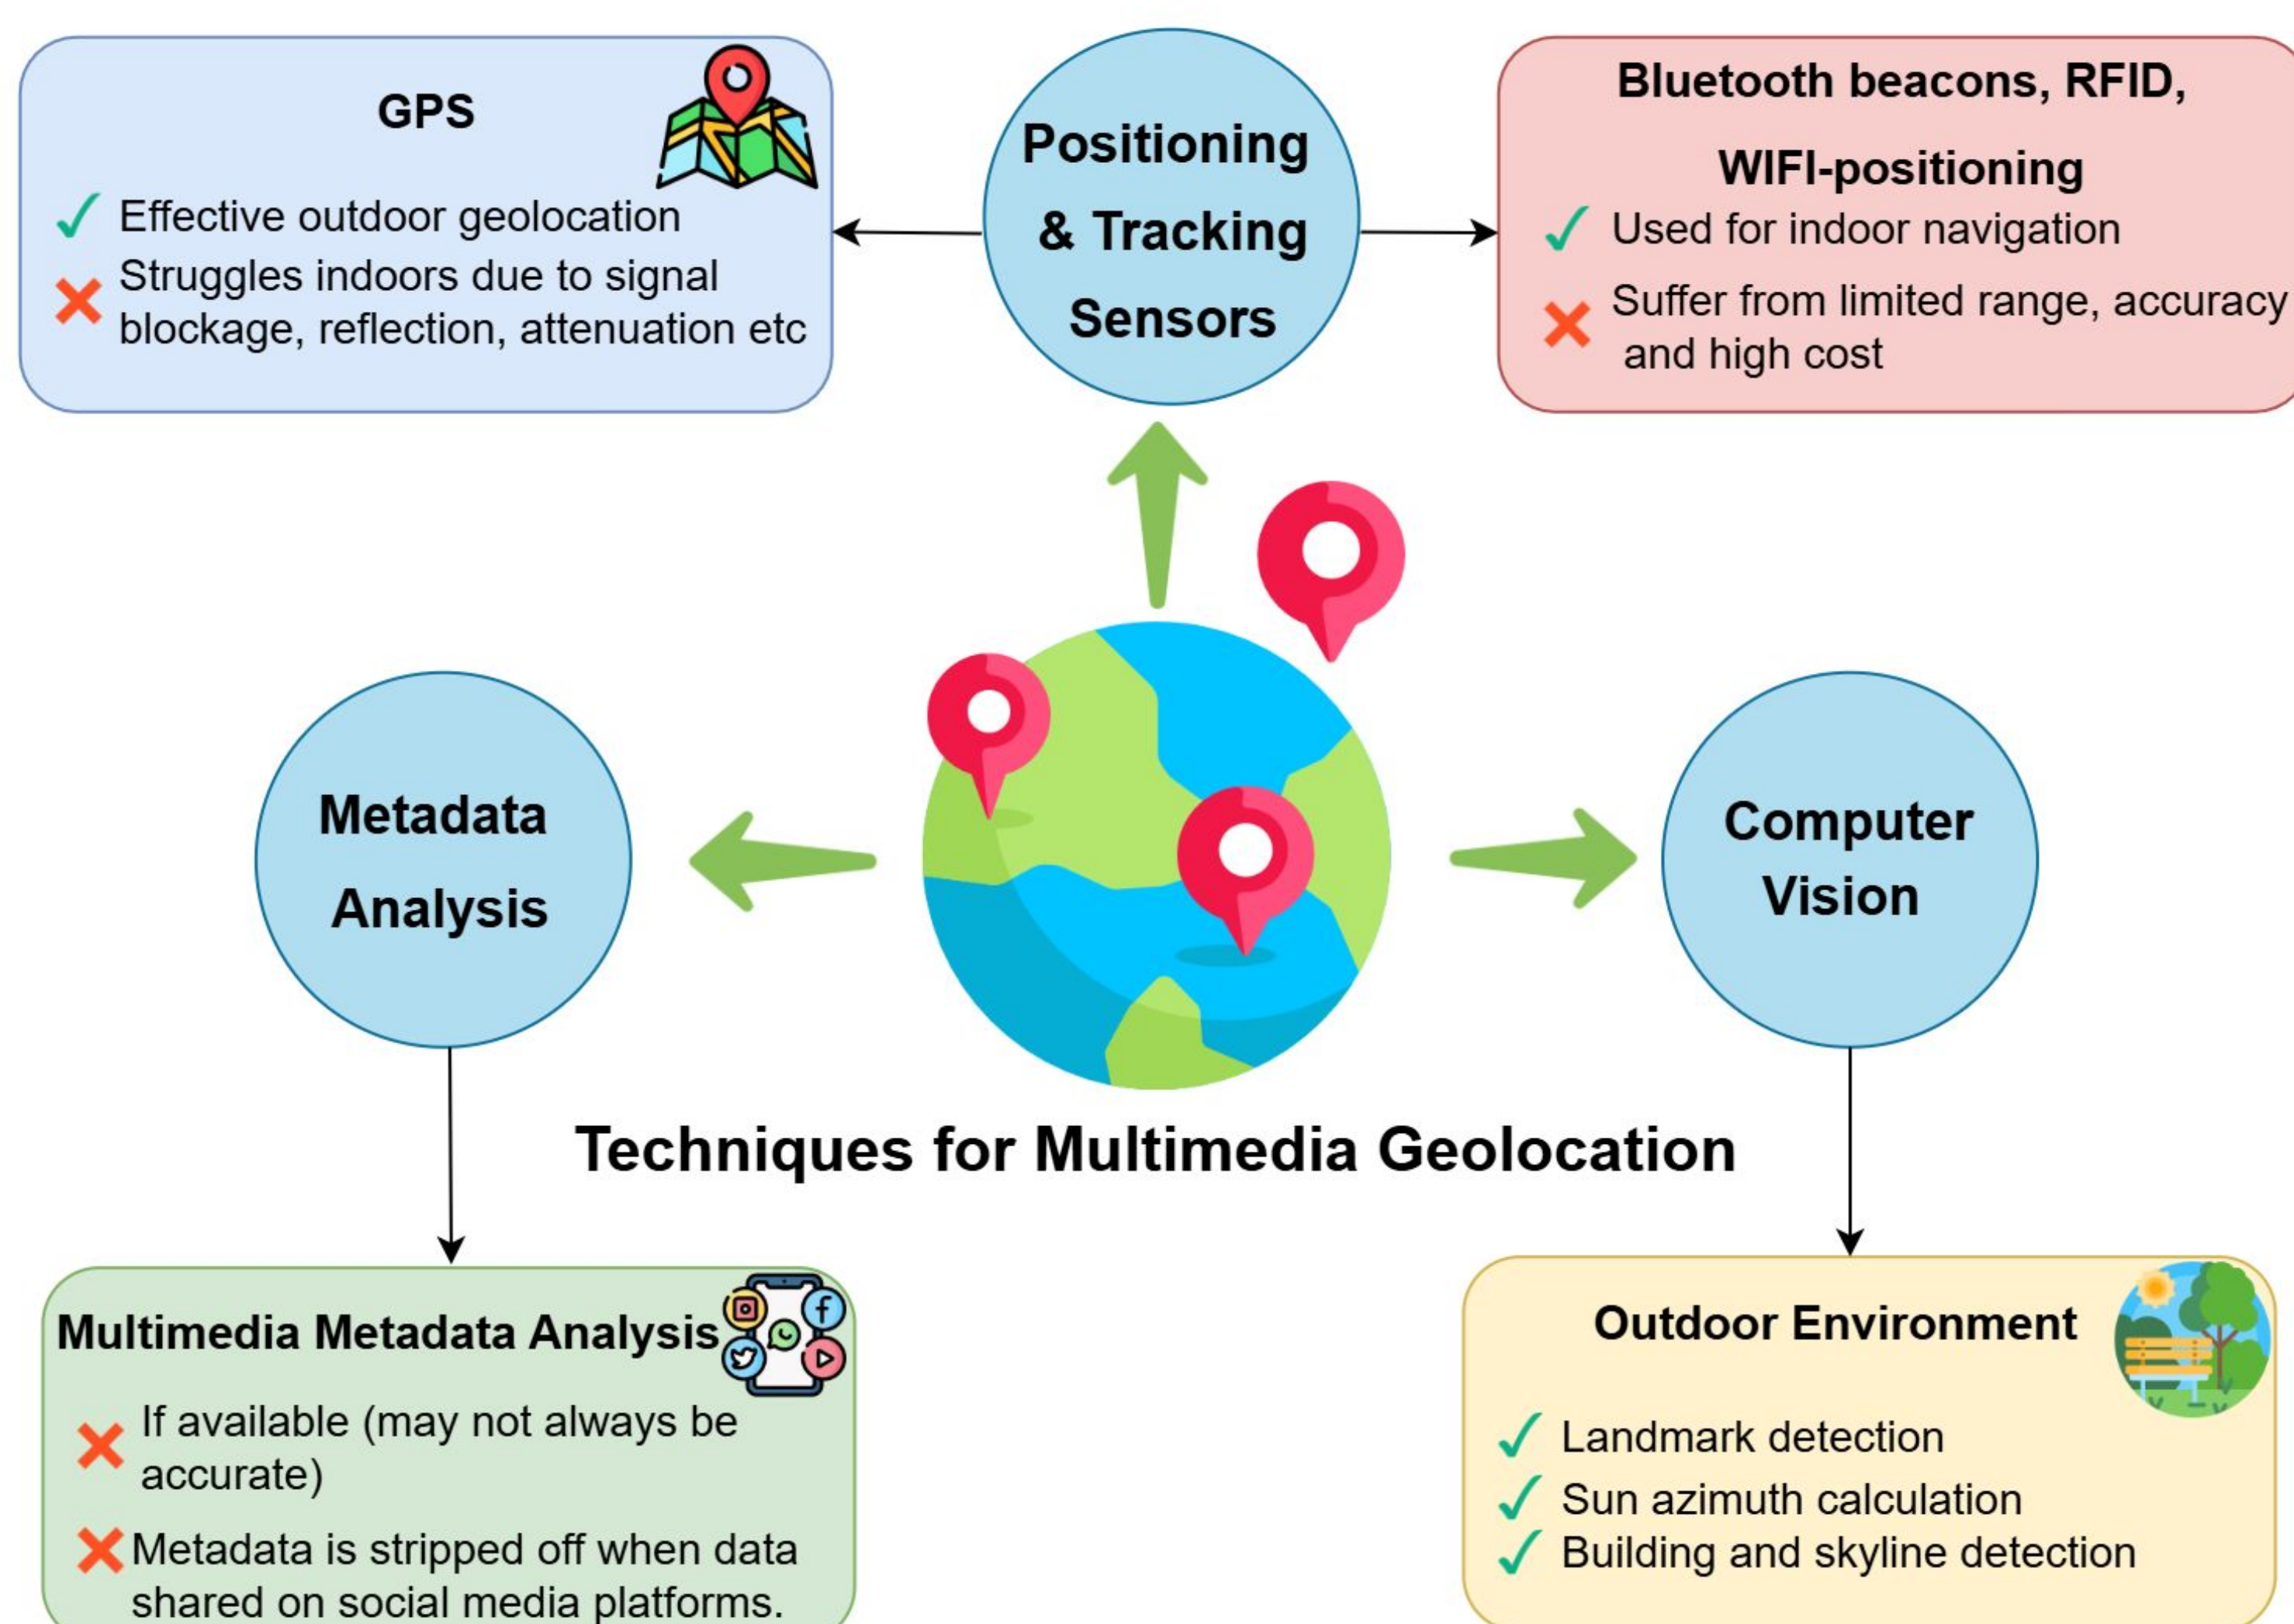 GPS
Effective outdoor geolocation
Struggles indoors due to signal
blockage, reflection, attenuation etc
Positioning
& Tracking
Sensors
Bluetooth beacons, RFID,
WIFI-positioning
Used for indoor navigation
Suffer from limited range, accuracy
and high cost
Metadata
Analysis
Computer
Vision
Techniques for Multimedia Geolocation
Multimedia Metadata Analysis
If available (may not always be
accurate)
Metadata is stripped off when data
shared on social media platforms.
Outdoor Environment
Landmark detection
Sun azimuth calculation
Building and skyline detection